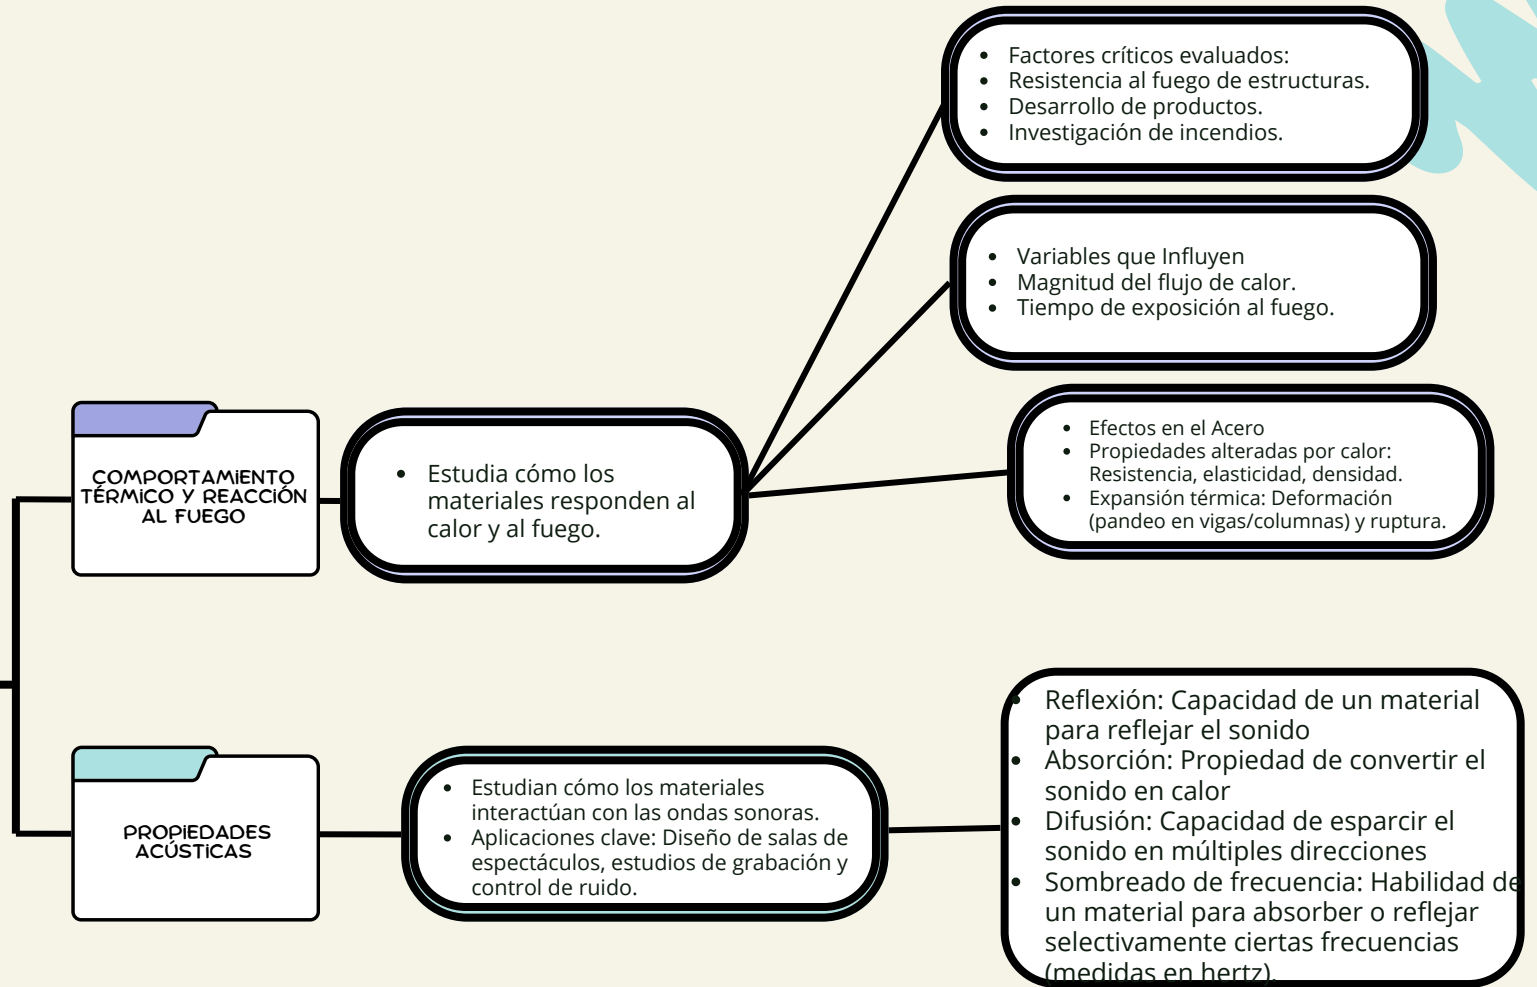 • Factores críticos evaluados:
• Resistencia al fuego de estructuras.
• Desarrollo de productos.
• Investigación de incendios.
• Variables que Influyen
• Magnitud del flujo de calor.
• Tiempo de exposición al fuego.
• Efectos en el Acero
• Propiedades alteradas por calor:
Resistencia, elasticidad, densidad.
• Expansión térmica: Deformación
(pandeo en vigas/columnas) y ruptura.
COMPORTAMIENTO
TÉRMICO Y REACCIÓN
AL FUEGO
• Estudia cómo los
materiales responden al
calor y al fuego.
PROPIEDADES
ACÚSTICAS
• Estudian cómo los materiales
interactúan con las ondas sonoras.
• Aplicaciones clave: Diseño de salas de
espectáculos, estudios de grabación y
control de ruido.
• Reflexión: Capacidad de un material
para reflejar el sonido
• Absorción: Propiedad de convertir el
sonido en calor
• Difusión: Capacidad de esparcir el
sonido en múltiples direcciones
• Sombreado de frecuencia: Habilidad de
un material para absorber o reflejar
selectivamente ciertas frecuencias
(medidas en hertz).